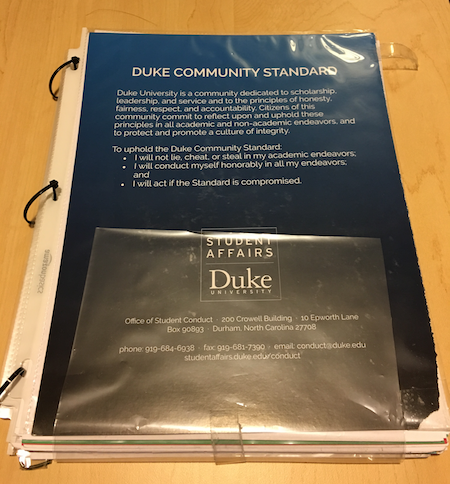 DUKE COMMUNITY STANDARD
Duke University is a community dedicated to scholarship,
leadership, and service and to the principles of honesty,
fairness, respect, and accountability. Citizens of this
community commit to reflect upon and uphold these
principles in all academic and non-academic endeavors, and
to protect and promote a culture of integrity.
To uphold the Duke Community Standard:
• I will not lie, cheat, or steal in my academic endeavors;
• I will conduct myself honorably in all my endeavors;
and
• I will act if the Standard is compromised.
STUDENT
AFFAIRS
Duke
UNIVERSITY
Office of Student Conduct · 200 Crowell Building · 10 Epworth Lane
Box 90893 · Durham, North Carolina 27708
phone: 919-684-6938 · fax: 919-681-7390 · email: conduct@duke.edu
studentaffairs.duke.edu/conduct